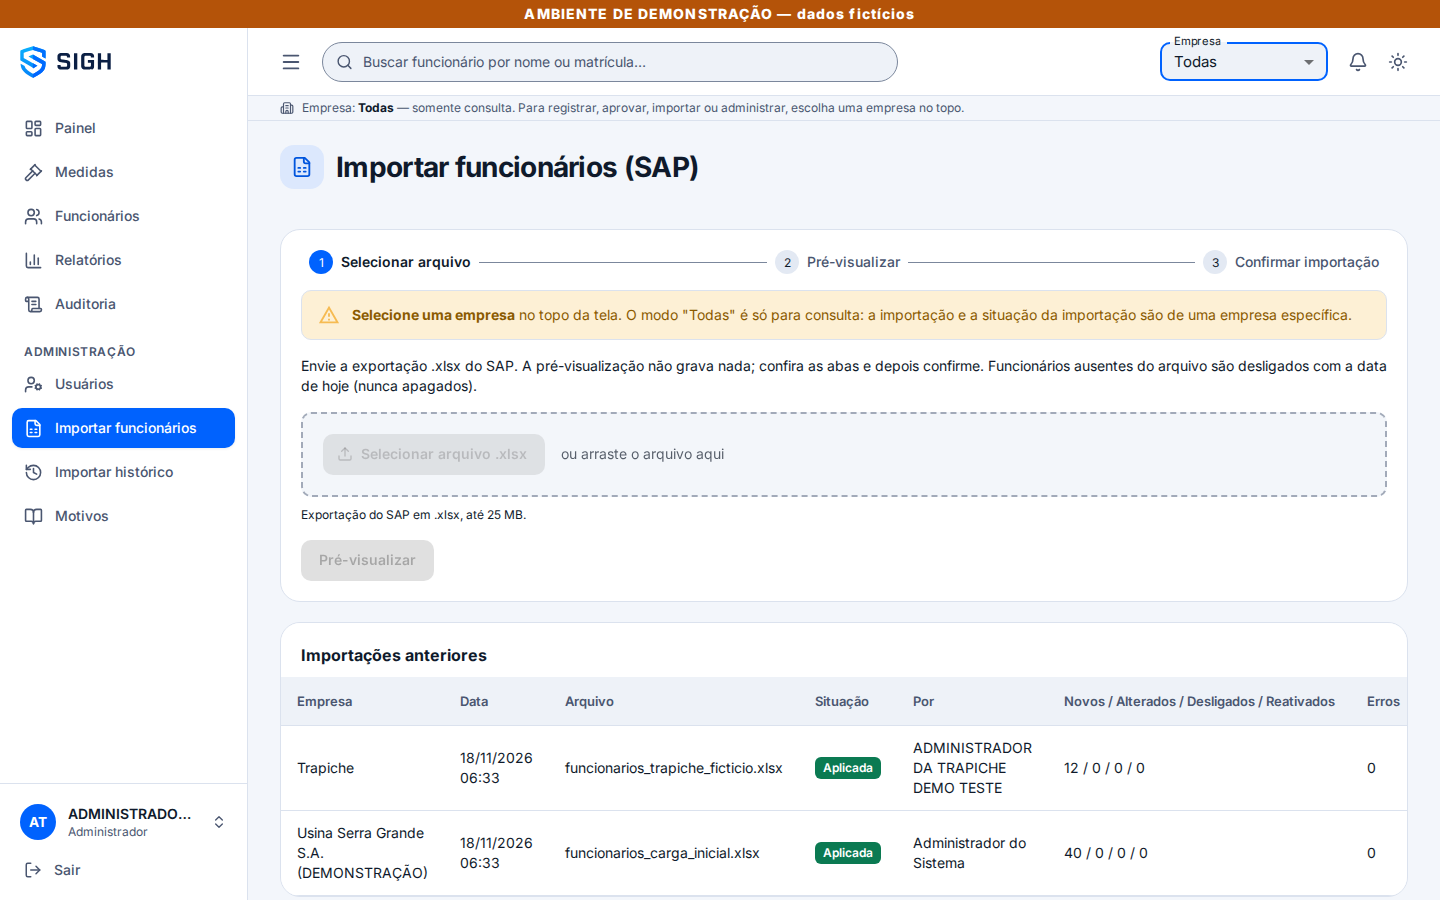 AMBIENTE DE DEMONSTRAÇÃO — dados fictícios
SIGH
Buscar funcionário por nome ou matrícula...
Empresa
Todas
Empresa: Todas — somente consulta. Para registrar, aprovar, importar ou administrar, escolha uma empresa no topo.
Painel
Medidas
Funcionários
Relatórios
Auditoria
ADMINISTRAÇÃO
Usuários
Importar funcionários
Importar histórico
Motivos
AT
ADMINISTRADO...
Administrador
Sair
Importar funcionários (SAP)
1 Selecionar arquivo
2 Pré-visualizar
3 Confirmar importação
Selecione uma empresa no topo da tela. O modo "Todas" é só para consulta: a importação e a situação da importação são de uma empresa específica.
Envie a exportação .xlsx do SAP. A pré-visualização não grava nada; confira as abas e depois confirme. Funcionários ausentes do arquivo são desligados com a data
de hoje (nunca apagados).
Selecionar arquivo .xlsx
ou arraste o arquivo aqui
Exportação do SAP em .xlsx, até 25 MB.
Pré-visualizar
Importações anteriores
Empresa Data Arquivo Situação Por Novos / Alterados / Desligados / Reativados Erros
Trapiche
18/11/2026
06:33
funcionarios_trapiche_ficticio.xlsx
Aplicada
ADMINISTRADOR
DA TRAPICHE
DEMO TESTE
12 / 0 / 0 / 0
0
Usina Serra Grande
S.A.
(DEMONSTRAÇÃO)
18/11/2026
06:33
funcionarios_carga_inicial.xlsx
Aplicada
Administrador do
Sistema
40 / 0 / 0 / 0
0